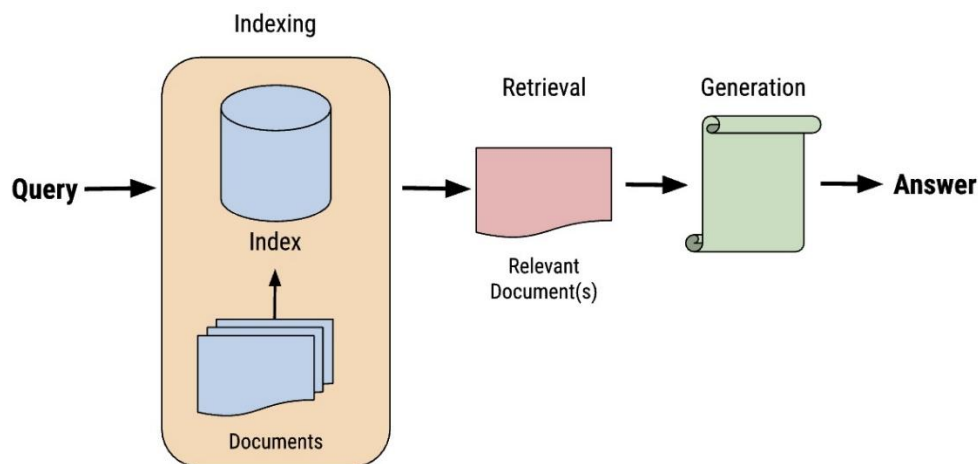 Indexing
Retrieval
Generation
Query
Index
Relevant
Document(s)
Answer
Documents